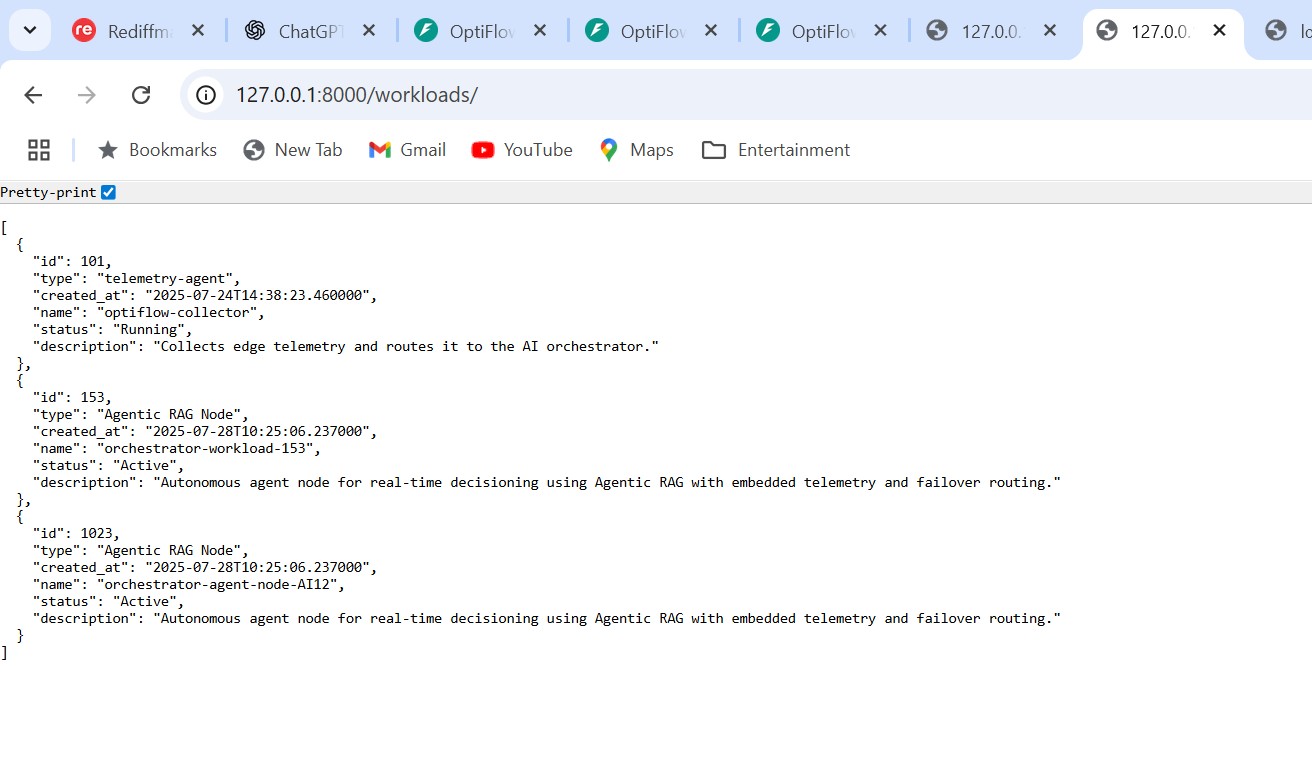 Rediffm
ChatGPT
OptiFlov
OptiFlov
OptiFlov
127.0.0.
127.0.0.
lo
127.0.0.1:8000/workloads/
Bookmarks
New Tab
Gmail
YouTube
Maps
Entertainment
Pretty-print
[
  {
    "id": 101,
    "type": "telemetry-agent",
    "created_at": "2025-07-24T14:38:23.460000",
    "name": "optiflow-collector",
    "status": "Running",
    "description": "Collects edge telemetry and routes it to the AI orchestrator."
  },
  {
    "id": 153,
    "type": "Agentic RAG Node",
    "created_at": "2025-07-28T10:25:06.237000",
    "name": "orchestrator-workload-153",
    "status": "Active",
    "description": "Autonomous agent node for real-time decisioning using Agentic RAG with embedded telemetry and failover routing."
  },
  {
    "id": 1023,
    "type": "Agentic RAG Node",
    "created_at": "2025-07-28T10:25:06.237000",
    "name": "orchestrator-agent-node-AI12",
    "status": "Active",
    "description": "Autonomous agent node for real-time decisioning using Agentic RAG with embedded telemetry and failover routing."
  }
]